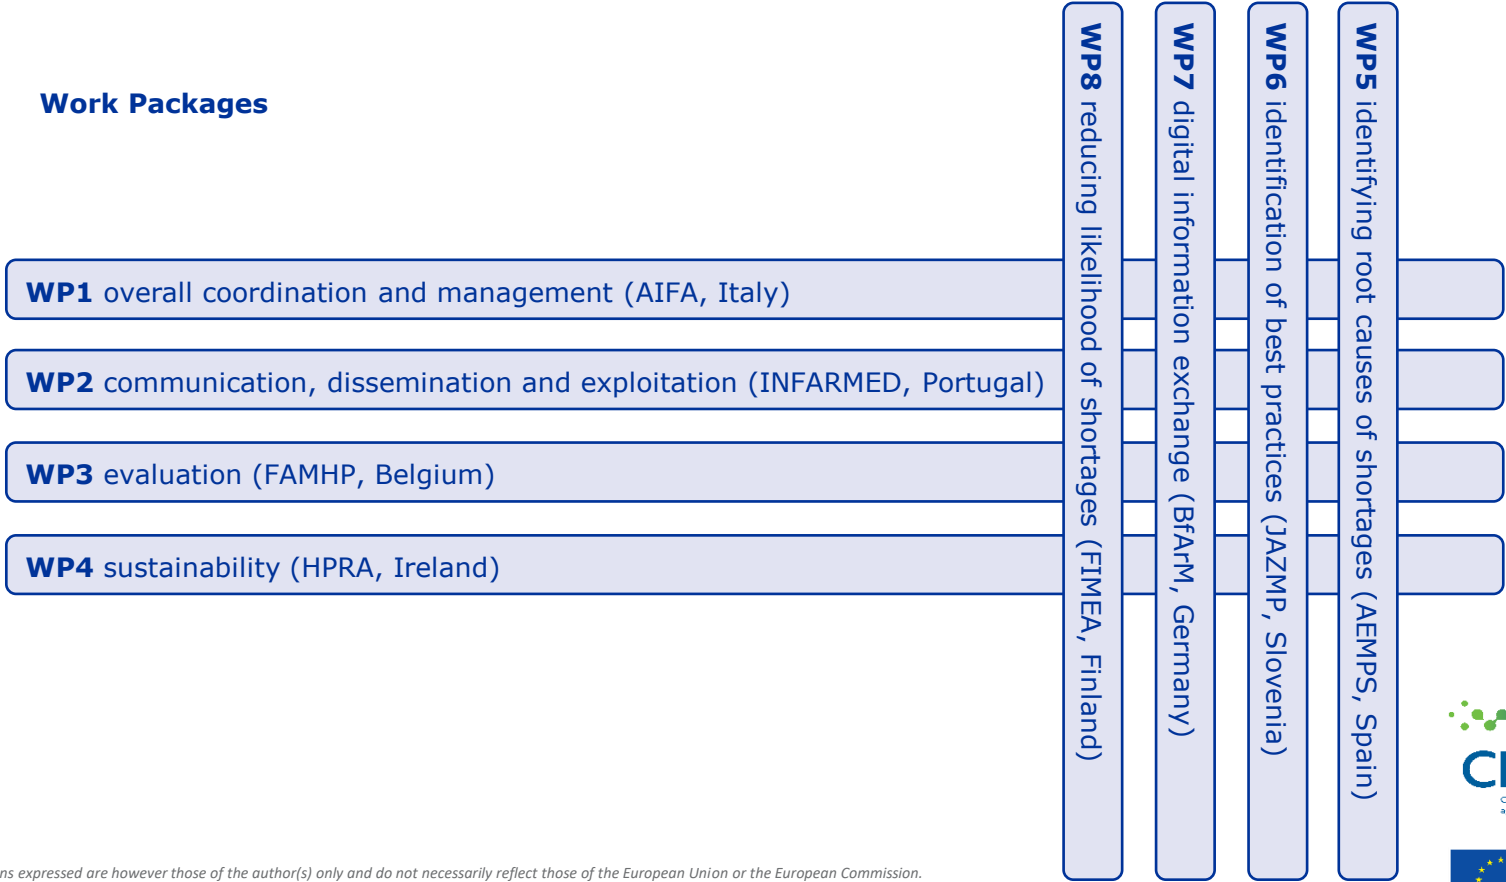 Work Packages
WP8 reducing likelihood of shortages (FIMEA, Finland)
WP7 digital information exchange (BfArM, Germany)
WP6 identification of best practices (JAZMP, Slovenia)
WP5 identifying root causes of shortages (AEMPS, Spain)
WP1 overall coordination and management (AIFA, Italy)
WP2 communication, dissemination and exploitation (INFARMED, Portugal)
WP3 evaluation (FAMHP, Belgium)
WP4 sustainability (HPRA, Ireland)
expressed are however those of the author(s) only and do not necessarily reflect those of the European Union or the European Commission.